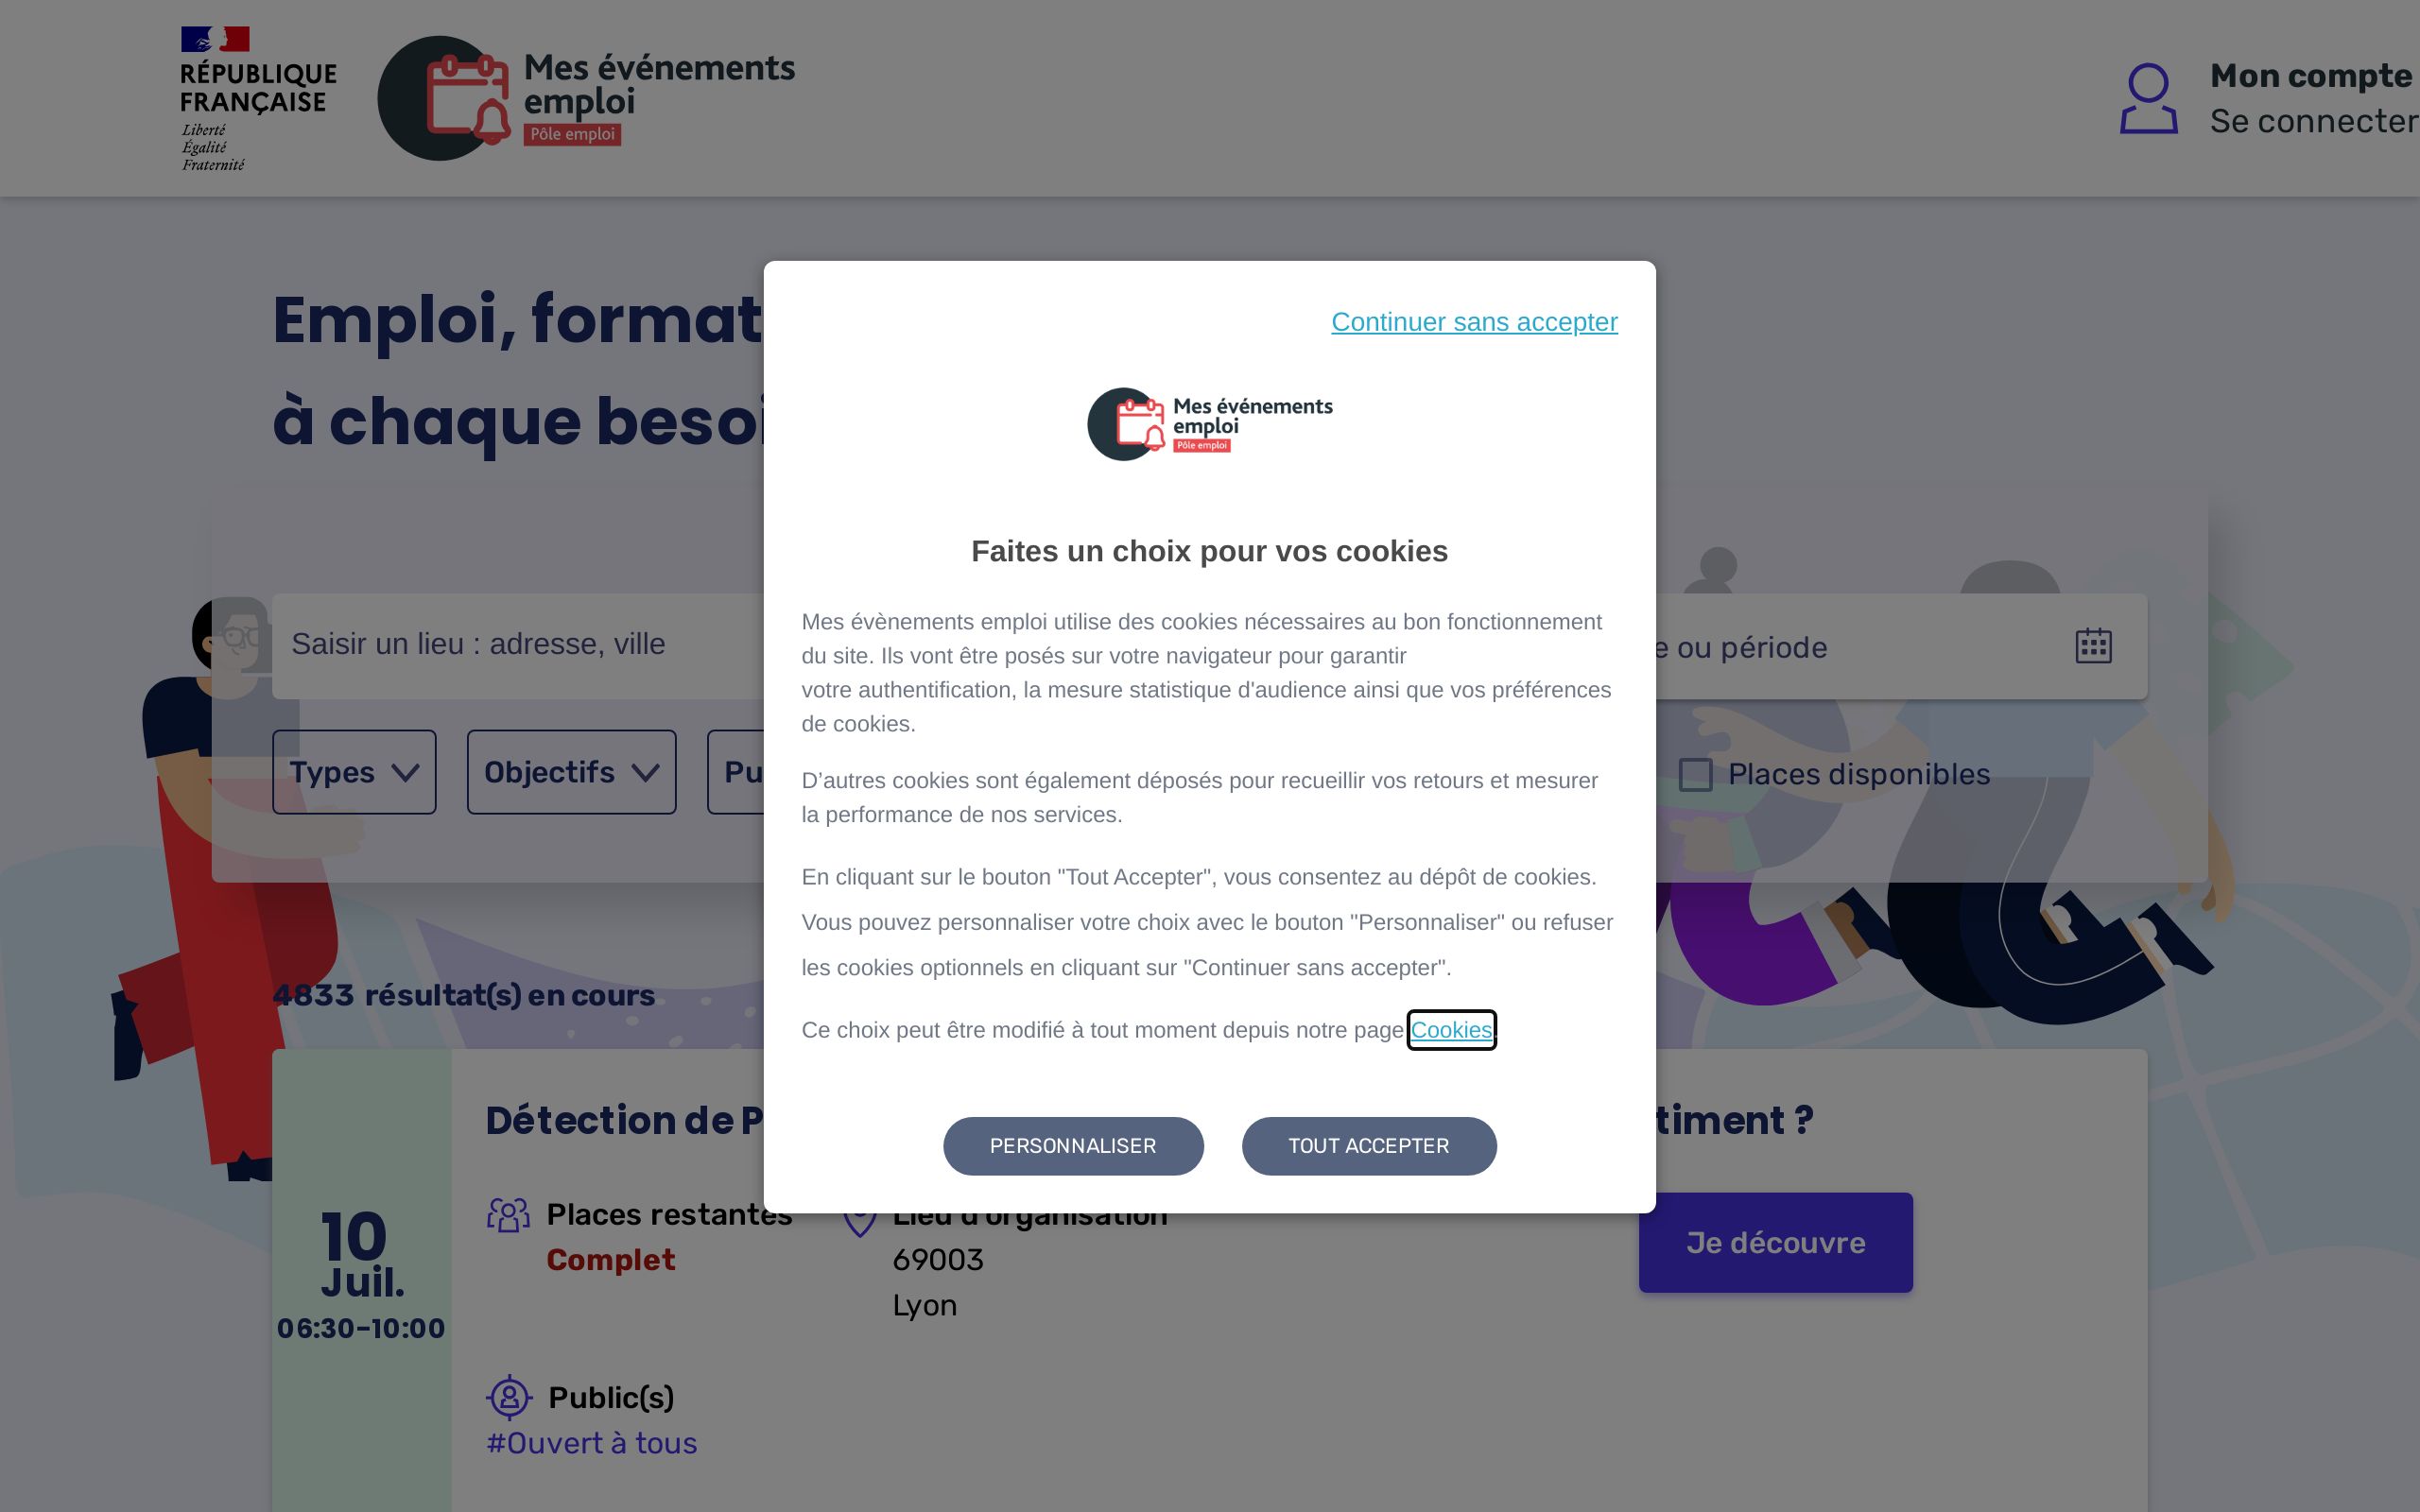 RÉPUBLIQUE
FRANÇAISE
Liberté
Égalité
Fraternité
Mes événements
emploi
Pôle emploi
Mon compte
Se connecter
Emploi, format
à chaque besoi
Saisir un lieu : adresse, ville
e ou période
Types
Objectifs
Pu
Places disponibles
4833 résultat(s) en cours
Continuer sans accepter
Mes événements
emploi
Pôle emploi
Faites un choix pour vos cookies
Mes évènements emploi utilise des cookies nécessaires au bon fonctionnement
du site. Ils vont être posés sur votre navigateur pour garantir
votre authentification, la mesure statistique d'audience ainsi que vos préférences
de cookies.
D’autres cookies sont également déposés pour recueillir vos retours et mesurer
la performance de nos services.
En cliquant sur le bouton "Tout Accepter", vous consentez au dépôt de cookies.
Vous pouvez personnaliser votre choix avec le bouton "Personnaliser" ou refuser
les cookies optionnels en cliquant sur "Continuer sans accepter".
Ce choix peut être modifié à tout moment depuis notre page Cookies
PERSONNALISER
TOUT ACCEPTER
Détection de P
timent ?
10
Juil.
06:30-10:00
Places restantes
Complet
Lieu d'organisation
69003
Lyon
Je découvre
Public(s)
#Ouvert à tous